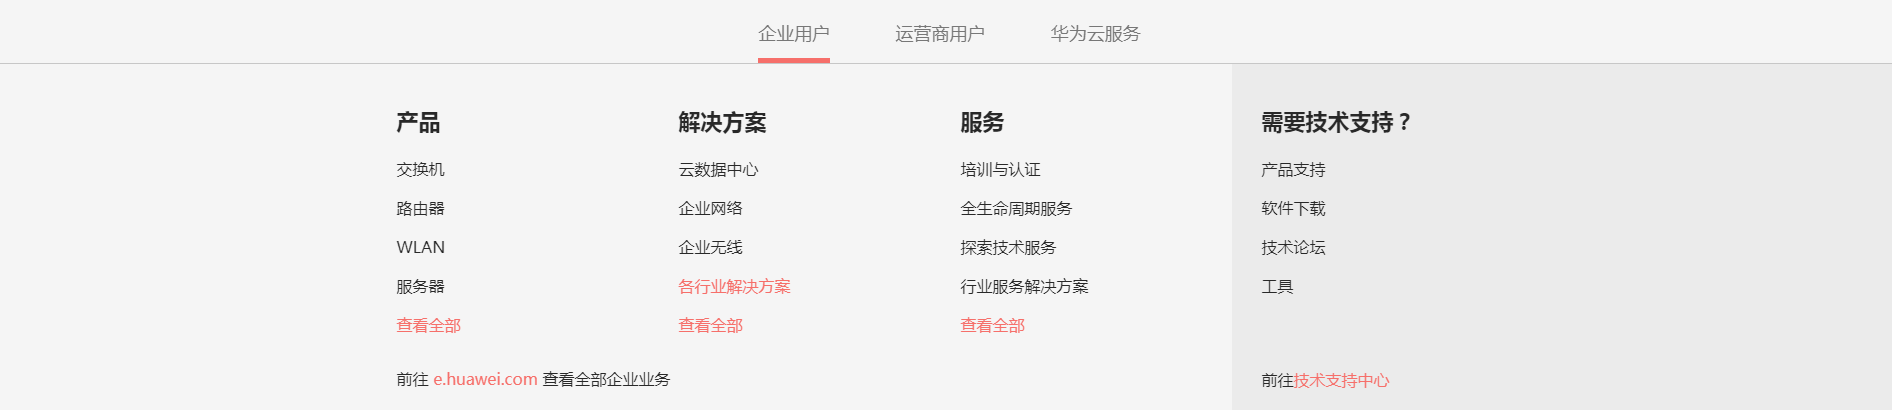 企业用户 运营商用户 华为云服务
产品
交换机
路由器
WLAN
服务器
查看全部
解决方案
云数据中心
企业网络
企业无线
各行业解决方案
查看全部
服务
培训与认证
全生命周期服务
探索技术服务
行业服务解决方案
查看全部
前往 e.huawei.com 查看全部企业业务
需要技术支持？
产品支持
软件下载
技术论坛
工具
前往技术支持中心